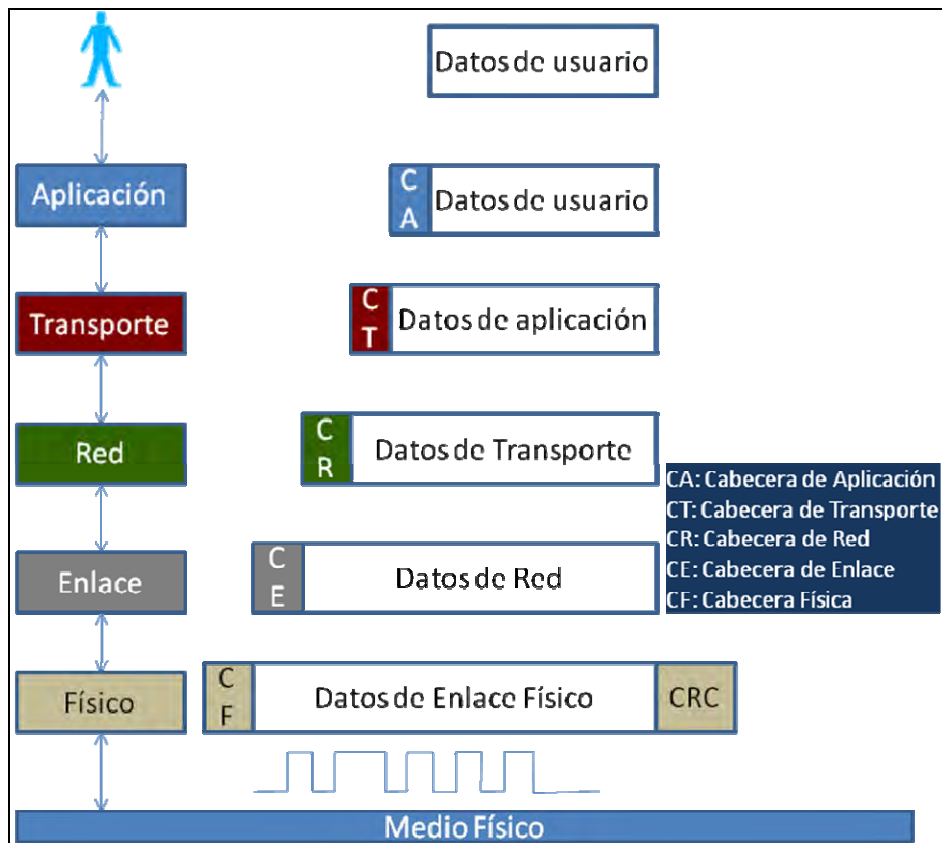 Datos de usuario
Aplicación
C
A
Datos de usuario
Transporte
C
T
Datos de aplicación
Red
C
R
Datos de Transporte
CA: Cabecera de Aplicación
CT: Cabecera de Transporte
CR: Cabecera de Red
CE: Cabecera de Enlace
CF: Cabecera Física
Enlace
C
E
Datos de Red
Físico
C
F
Datos de Enlace Físico
CRC
Medio Físico